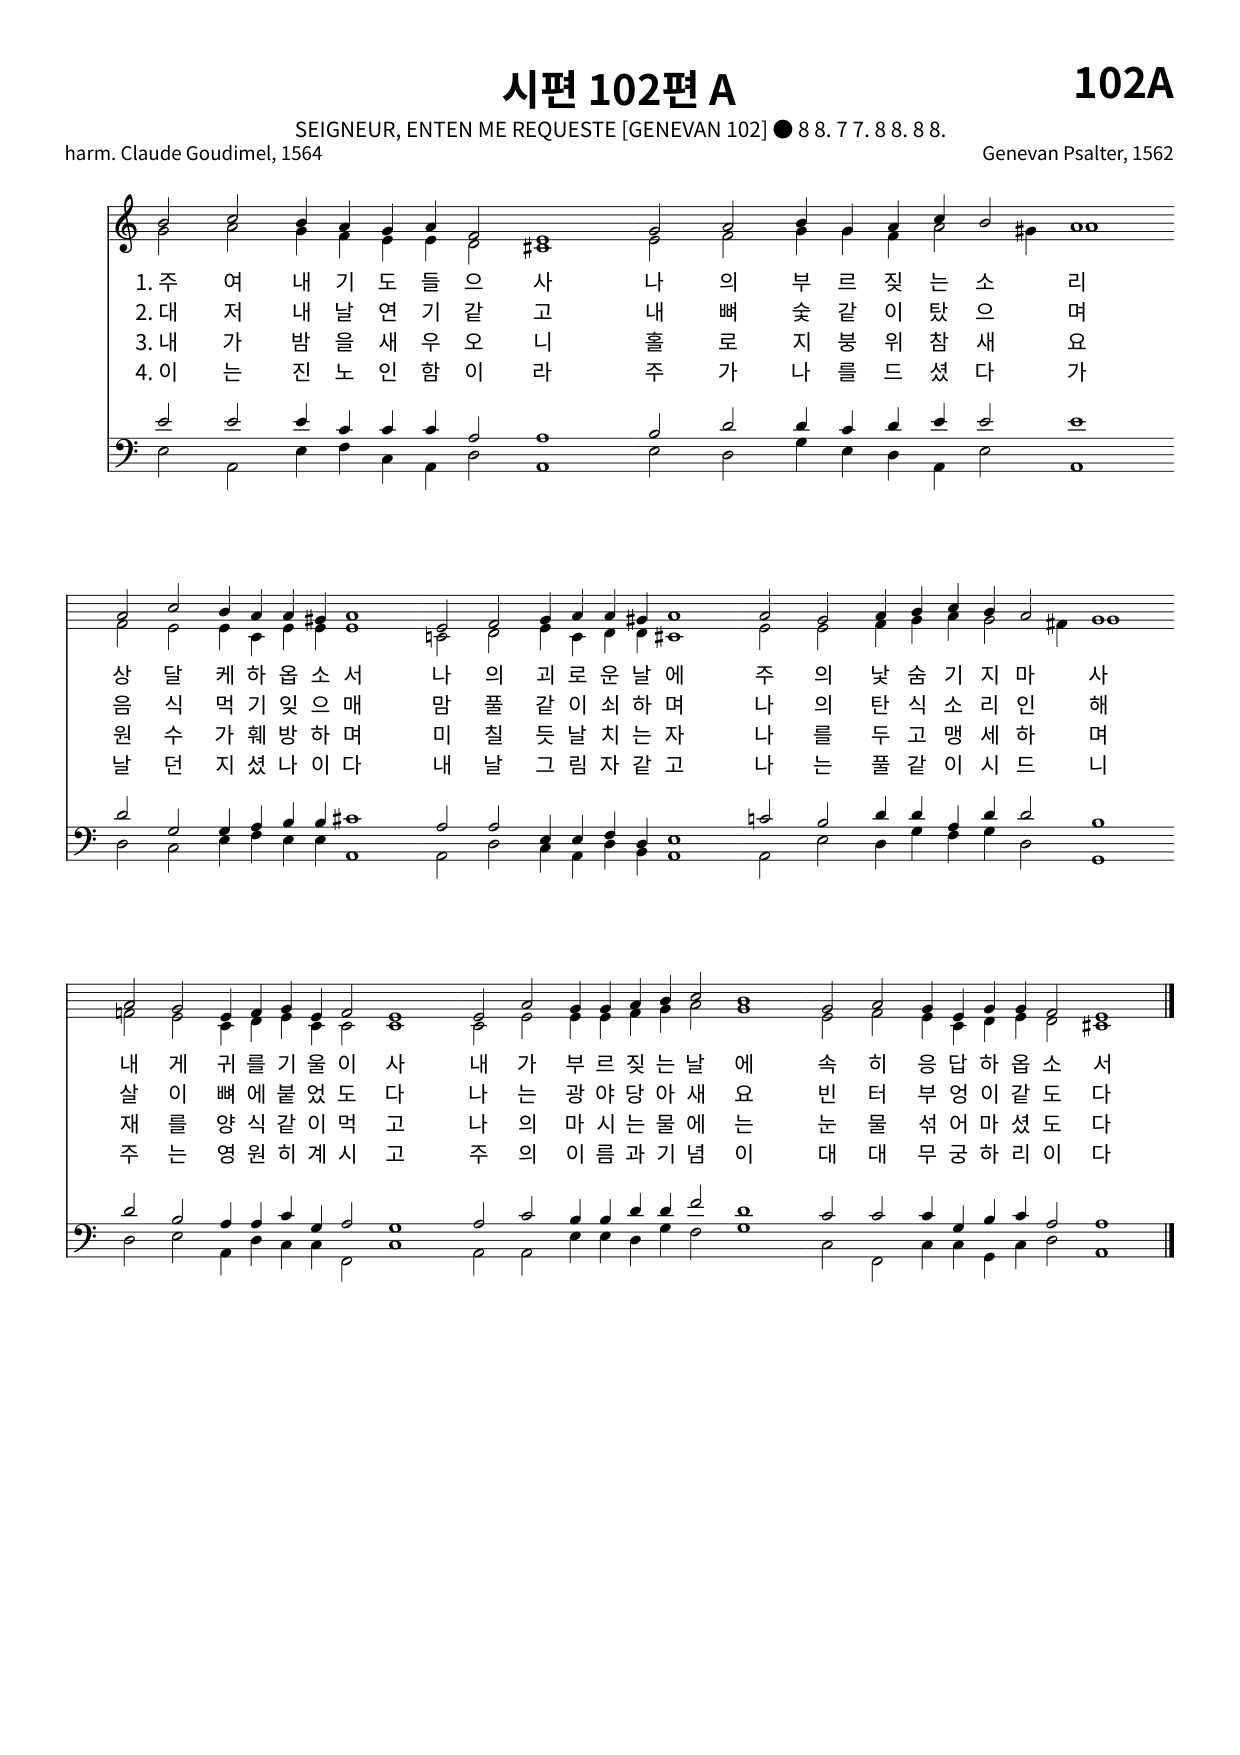 102A
시편 102편 A
SEIGNEUR, ENTEN ME REQUESTE [GENEVAN 102] ● 8 8. 7 7. 8 8. 8 8.
harm. Claude Goudimel, 1564 Genevan Psalter, 1562
1. 주 여 내 기 도 들 으 사 나 의 부 르 짖 는 소 리
2. 대 저 내 날 연 기 같 고 내 뼈 숯 같 이 탔 으 며
3. 내 가 밤 을 새 우 오 니 홀 로 지 붕 위 참 새 요
4. 이 는 진 노 인 함 이 라 주 가 나 를 드 셨 다 가
상 달 케 하 옵 소 서 나 의 괴 로 운 날 에 주 의 낯 숨 기 지 마 사
음 식 먹 기 잊 으 매 맘 풀 같 이 쇠 하 며 나 의 탄 식 소 리 인 해
원 수 가 훼 방 하 며 미 칠 듯 날 치 는 자 나 를 두 고 맹 세 하 며
날 던 지 셨 나 이 다 내 날 그 림 자 같 고 나 는 풀 같 이 시 드 니
내 게 귀 를 기 울 이 사 내 가 부 르 짖 는 날 에 속 히 응 답 하 옵 소 서
살 이 뼈 에 붙 었 도 다 나 는 광 야 당 아 새 요 빈 터 부 엉 이 같 도 다
재 를 양 식 같 이 먹 고 나 의 마 시 는 물 에 는 눈 물 섞 어 마 셨 도 다
주 는 영 원 히 계 시 고 주 의 이 름 과 기 념 이 대 대 무 궁 하 리 이 다